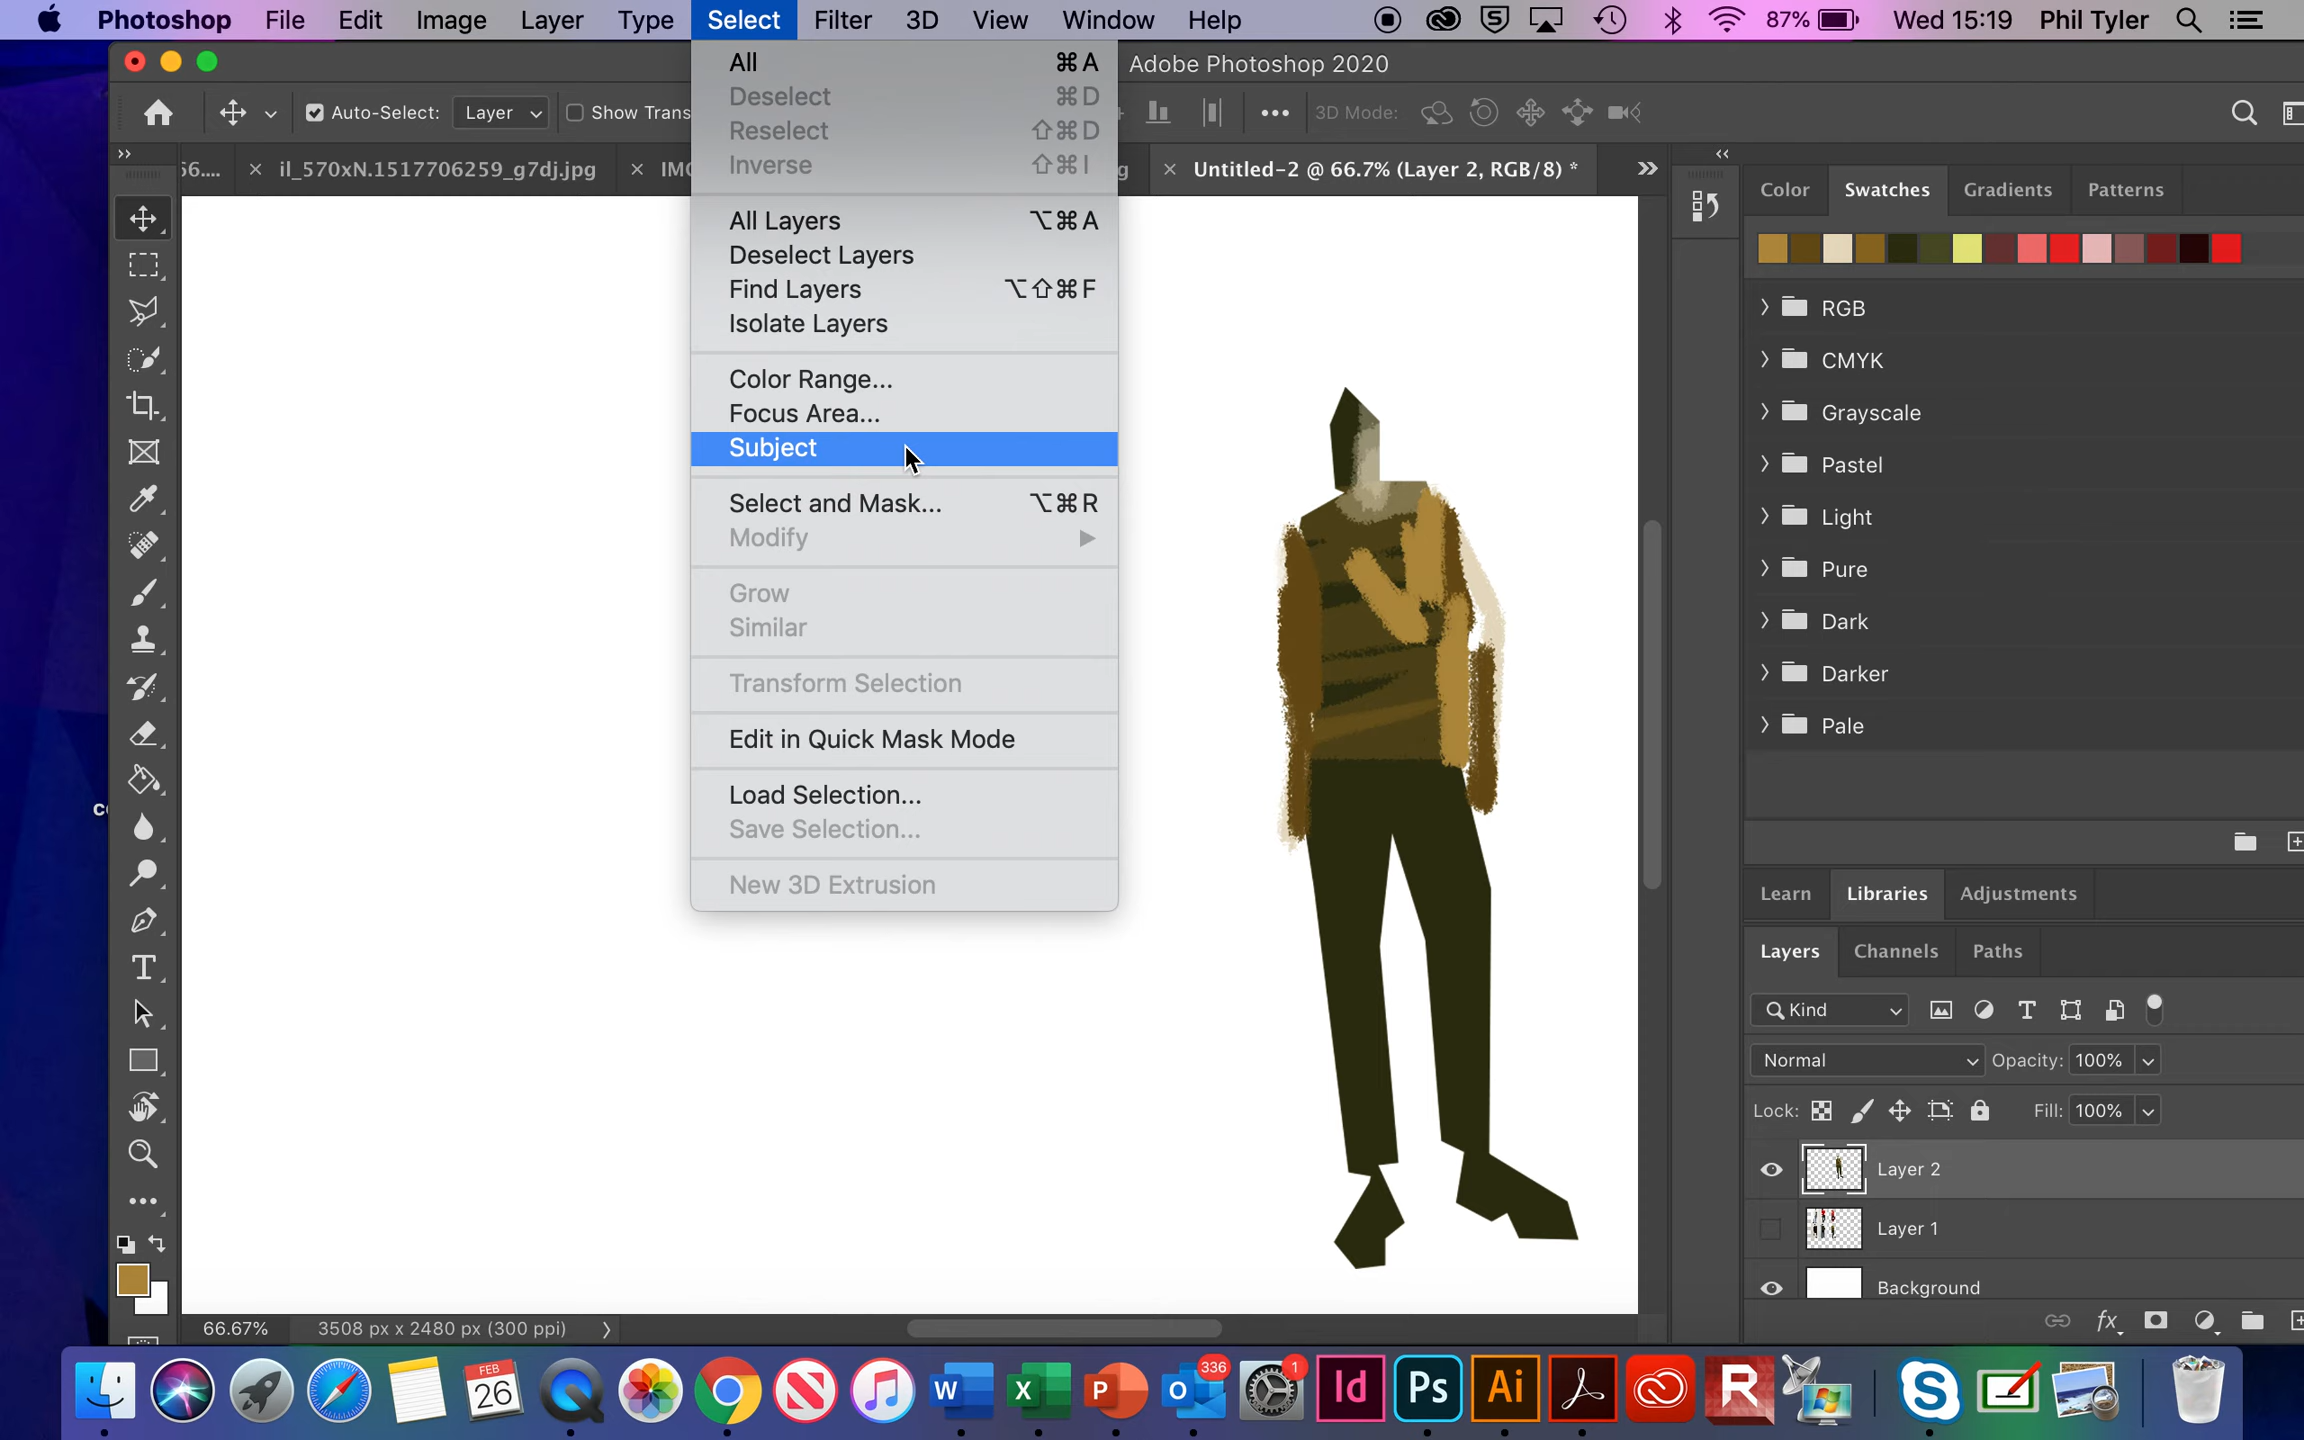 Photoshop File Edit Image Layer Type Select Filter 3D View Window Help 87% Wed 15:19 Phil Tyler
Adobe Photoshop 2020
Auto-Select: Layer Show Trans
3D Mode:
66.... × il_570xN.1517706259_g7dj.jpg × IM g × Untitled-2 @ 66.7% (Layer 2, RGB/8) *
All ⌘A
Deselect ⌘D
Reselect ⇧⌘D
Inverse ⇧⌘I
All Layers ⌥⌘A
Deselect Layers
Find Layers ⌥⇧⌘F
Isolate Layers
Color Range...
Focus Area...
Subject
Select and Mask... ⌥⌘R
Modify
Grow
Similar
Transform Selection
Edit in Quick Mask Mode
Load Selection...
Save Selection...
New 3D Extrusion
Color Swatches Gradients Patterns
RGB
CMYK
Grayscale
Pastel
Light
Pure
Dark
Darker
Pale
Learn Libraries Adjustments
Layers Channels Paths
Kind
Normal Opacity: 100%
Lock: Fill: 100%
Layer 2
Layer 1
Background
66.67% 3508 px x 2480 px (300 ppi)
FEB
26
336
1
W X P O Id Ps Ai R S